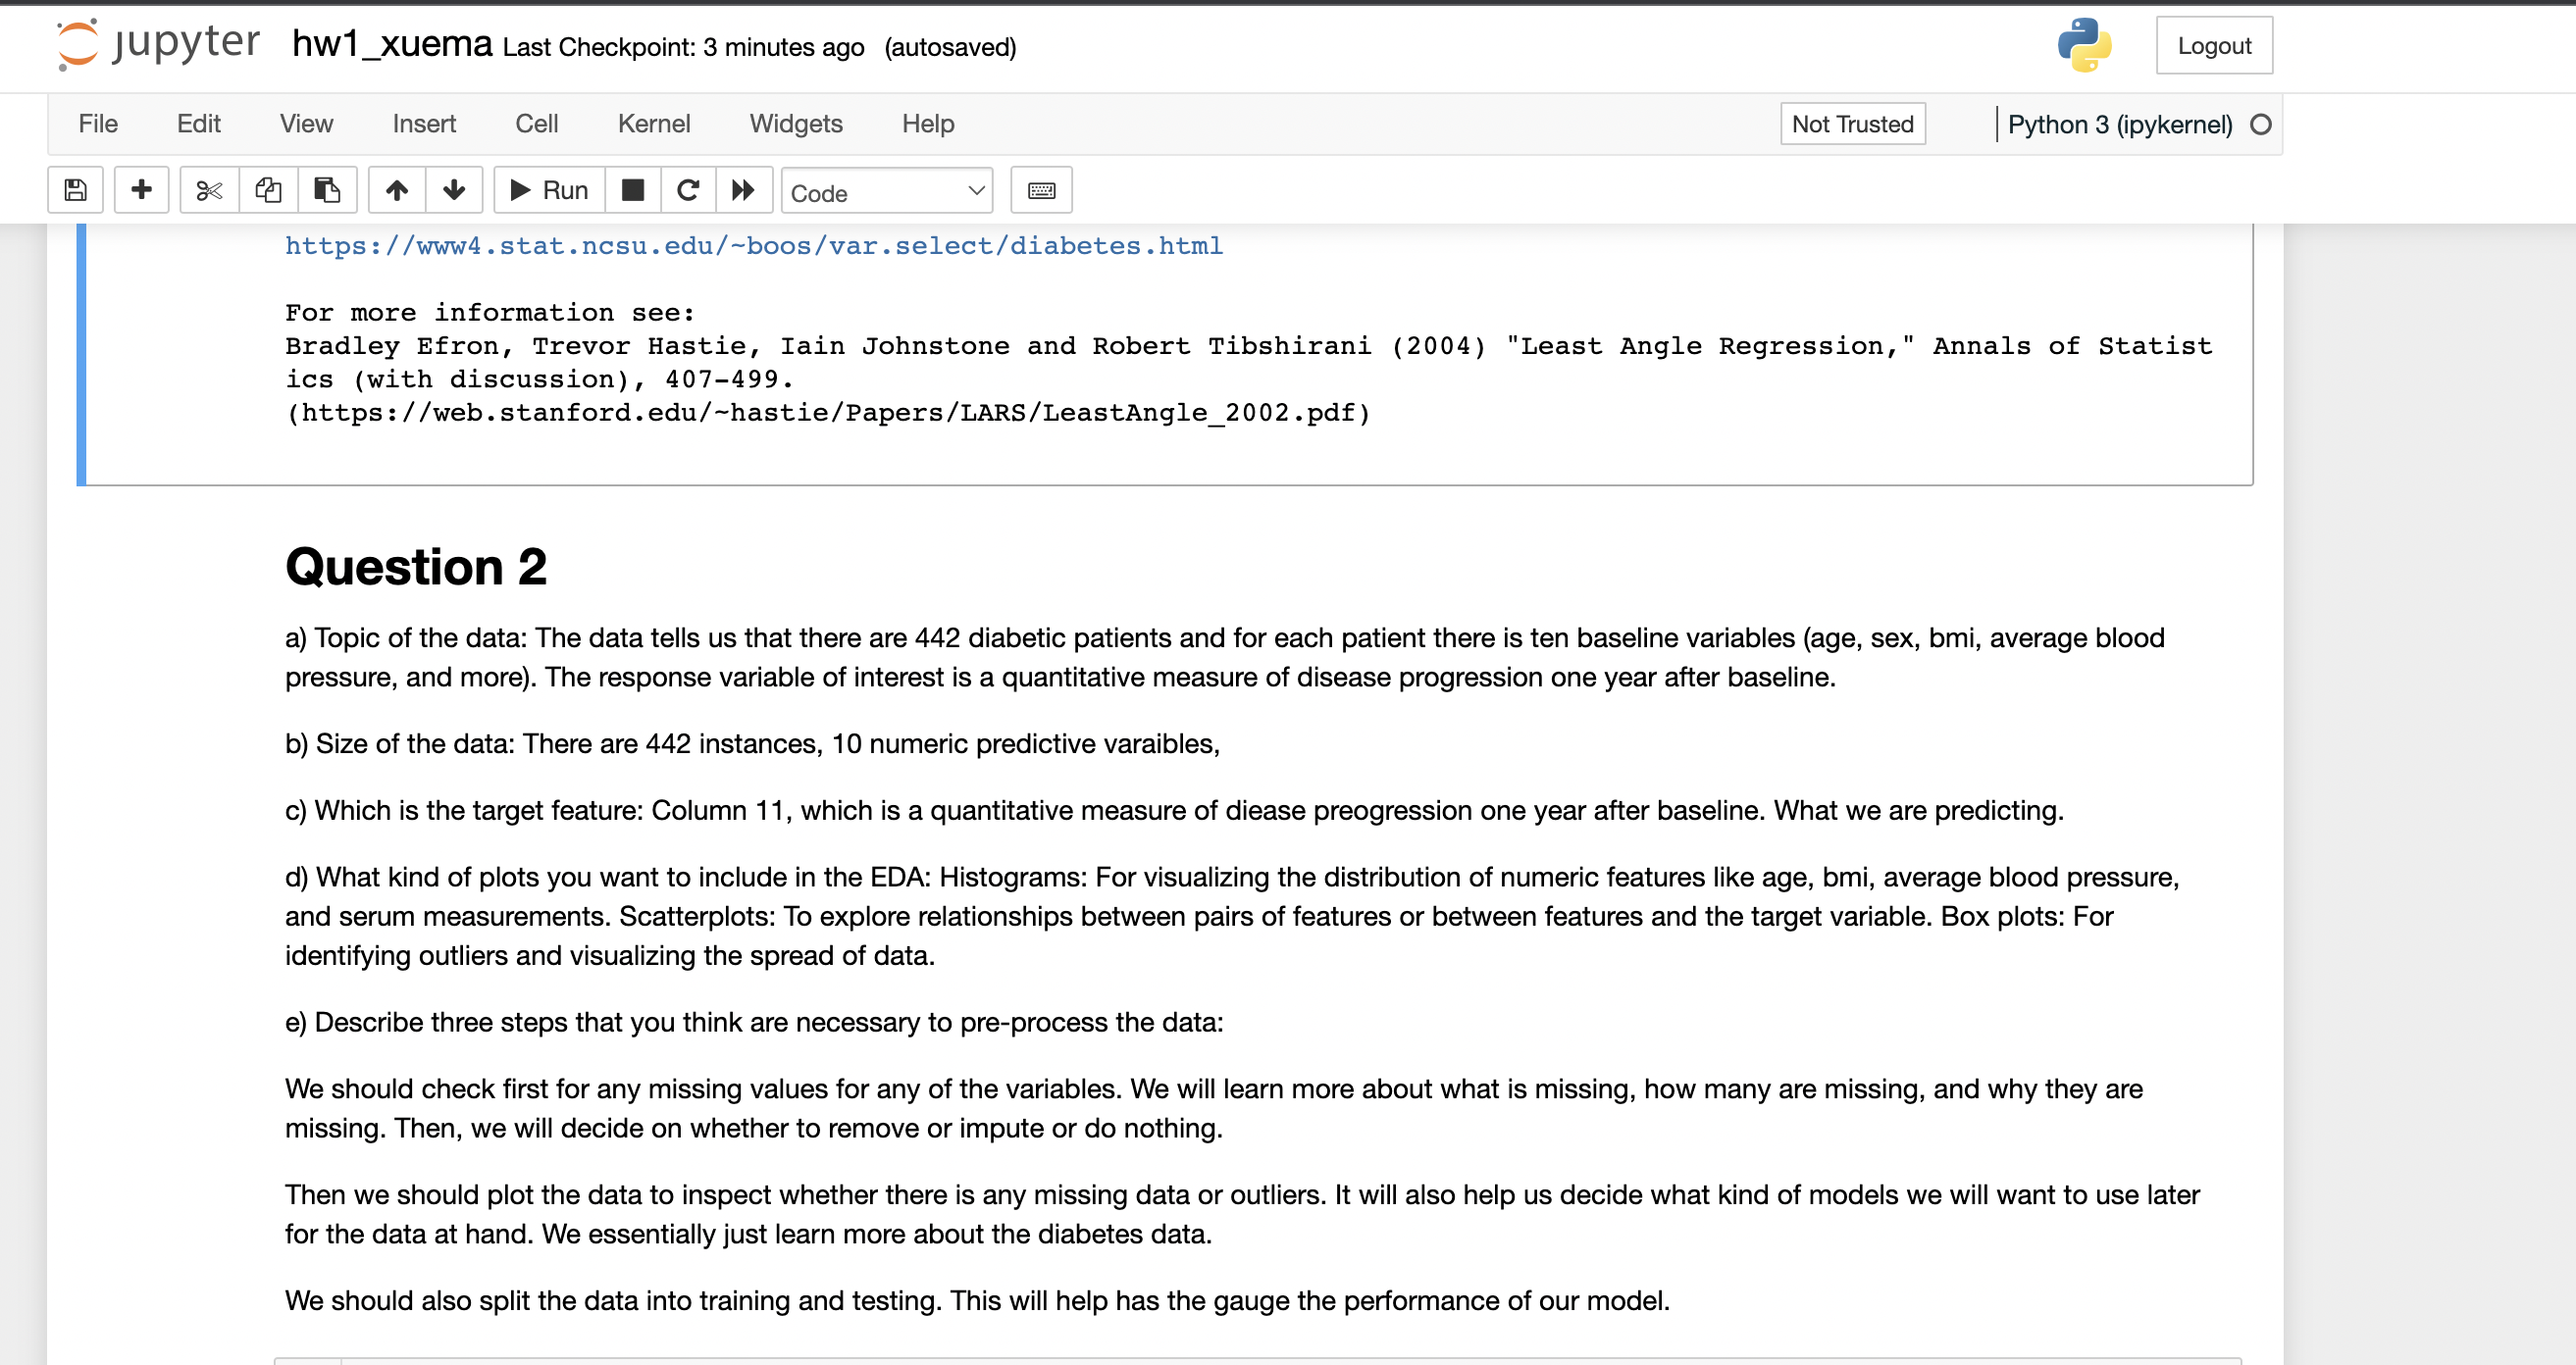 jupyter hw1_xuema Last Checkpoint: 3 minutes ago (autosaved) Logout
File Edit View Insert Cell Kernel Widgets Help Not Trusted Python 3 (ipykernel)
Run Code
https://www4.stat.ncsu.edu/~boos/var.select/diabetes.html
For more information see:
Bradley Efron, Trevor Hastie, Iain Johnstone and Robert Tibshirani (2004) "Least Angle Regression," Annals of Statist
ics (with discussion), 407-499.
(https://web.stanford.edu/~hastie/Papers/LARS/LeastAngle_2002.pdf)
Question 2
a) Topic of the data: The data tells us that there are 442 diabetic patients and for each patient there is ten baseline variables (age, sex, bmi, average blood
pressure, and more). The response variable of interest is a quantitative measure of disease progression one year after baseline.
b) Size of the data: There are 442 instances, 10 numeric predictive varaibles,
c) Which is the target feature: Column 11, which is a quantitative measure of diease preogression one year after baseline. What we are predicting.
d) What kind of plots you want to include in the EDA: Histograms: For visualizing the distribution of numeric features like age, bmi, average blood pressure,
and serum measurements. Scatterplots: To explore relationships between pairs of features or between features and the target variable. Box plots: For
identifying outliers and visualizing the spread of data.
e) Describe three steps that you think are necessary to pre-process the data:
We should check first for any missing values for any of the variables. We will learn more about what is missing, how many are missing, and why they are
missing. Then, we will decide on whether to remove or impute or do nothing.
Then we should plot the data to inspect whether there is any missing data or outliers. It will also help us decide what kind of models we will want to use later
for the data at hand. We essentially just learn more about the diabetes data.
We should also split the data into training and testing. This will help has the gauge the performance of our model.